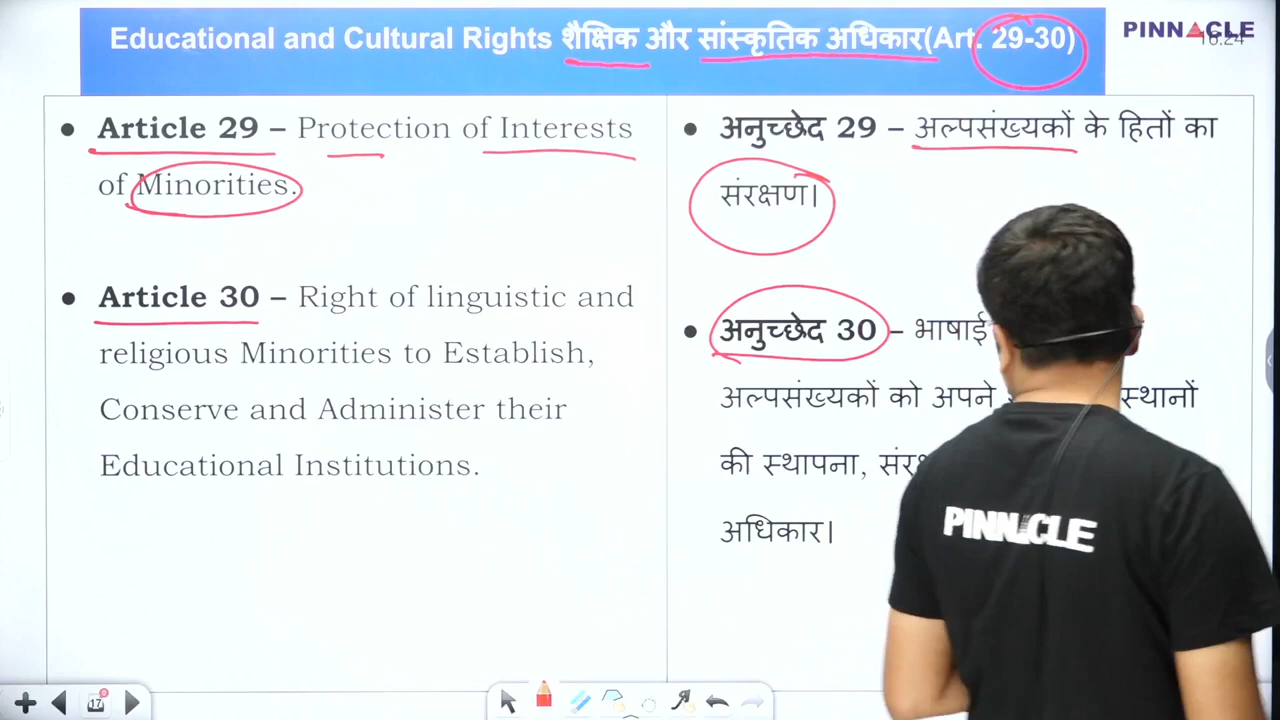 Educational and Cultural Rights शैक्षिक और सांस्कृतिक अधिकार(Art. 29-30)
PINNACLE
16:24
● Article 29 – Protection of Interests
of Minorities.
● Article 30 – Right of linguistic and
religious Minorities to Establish,
Conserve and Administer their
Educational Institutions.
● अनुच्छेद 29 – अल्पसंख्यकों के हितों का
संरक्षण।
● अनुच्छेद 30 – भाषाई
अल्पसंख्यकों को अपने
की स्थापना,
अधिकार।
PINNACLE
17